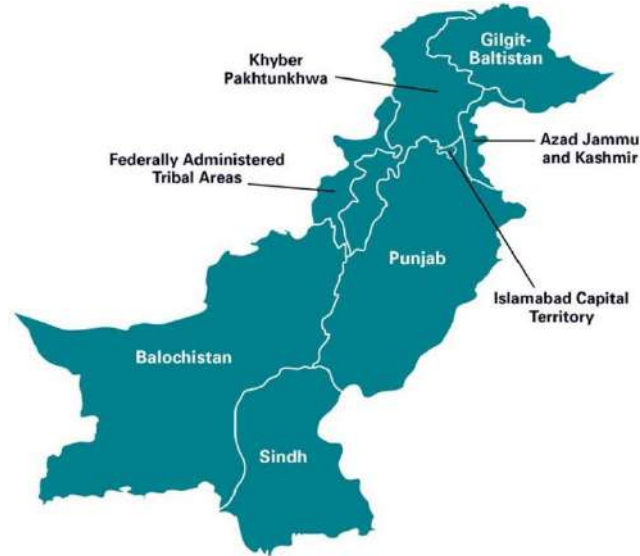 Gilgit-
Baltistan
Khyber
Pakhtunkhwa
Azad Jammu
and Kashmir
Federally Administered
Tribal Areas
Punjab
Islamabad Capital
Territory
Balochistan
Sindh